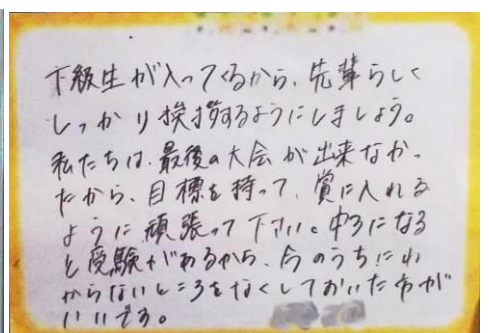 下級生が入ってくるから、先輩らしく
しっかり挨拶するようにしましょう。
私たちは、最後の大会が出来なかっ
たから、目標を持って、賞に入れる
ように頑張って下さい。中3になる
と受験があるから、今のうちにわ
からないところをなくしておいた方が
いいです。